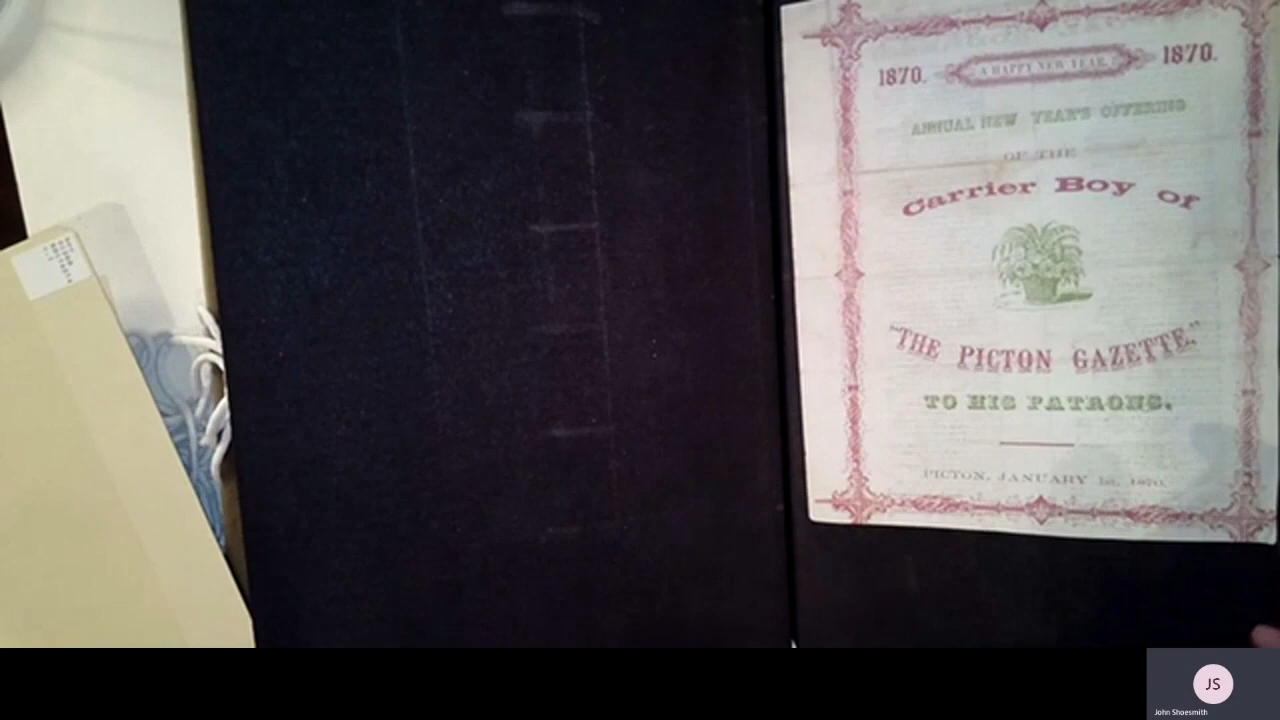 1870. A HAPPY NEW YEAR. 1870.
ANNUAL NEW YEAR'S OFFERING
OF THE
Carrier Boy Of
"THE PICTON GAZETTE"
TO HIS PATRONS.
PICTON, JANUARY 1st, 1870.
JS
John Shoesmith